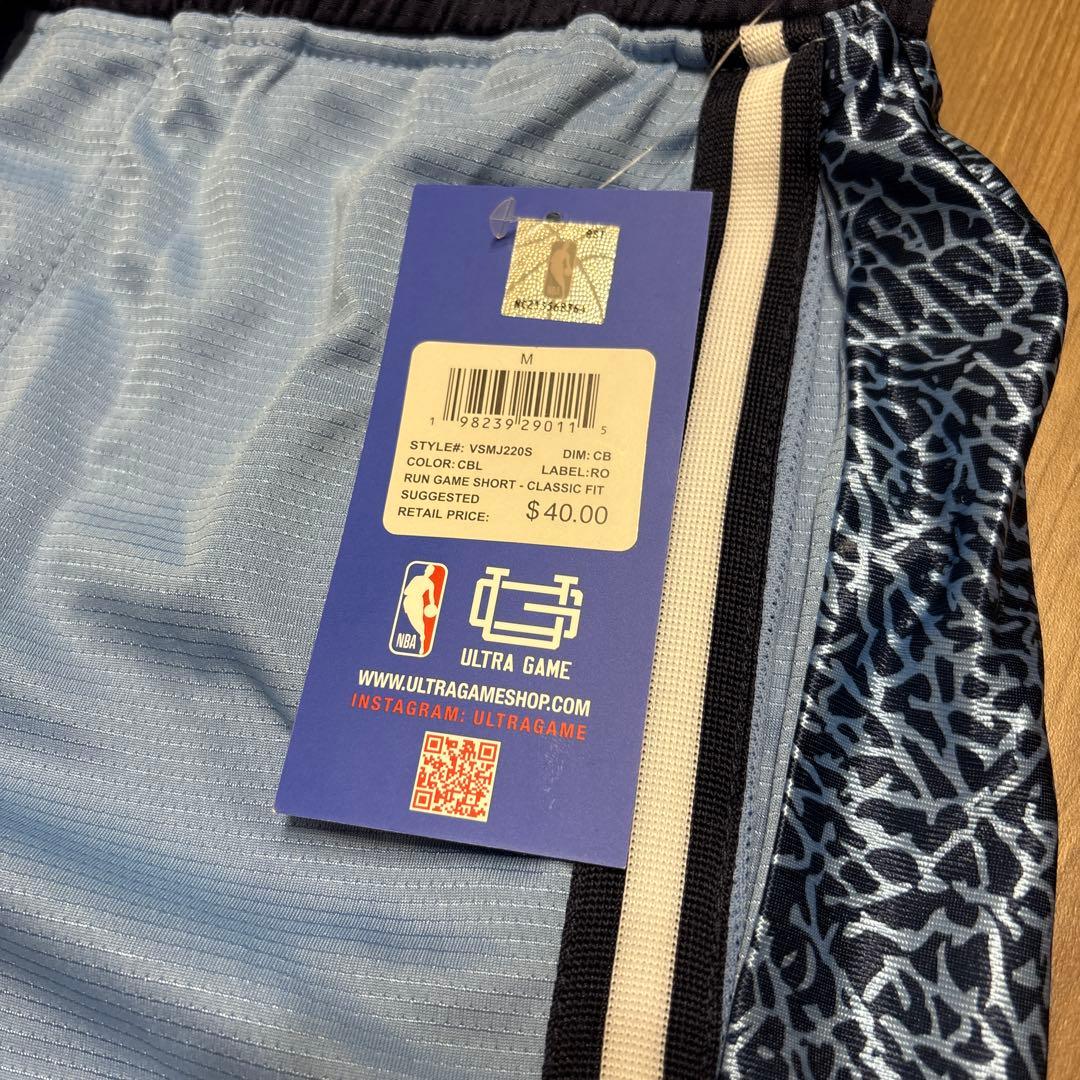 M
1 98239 29011 5
STYLE#: VSMJ220S DIM: CB
COLOR: CBL LABEL: RO
RUN GAME SHORT - CLASSIC FIT
SUGGESTED
RETAIL PRICE: $40.00
NBA
ULTRA GAME
WWW.ULTRAGAMESHOP.COM
INSTAGRAM: ULTRAGAME